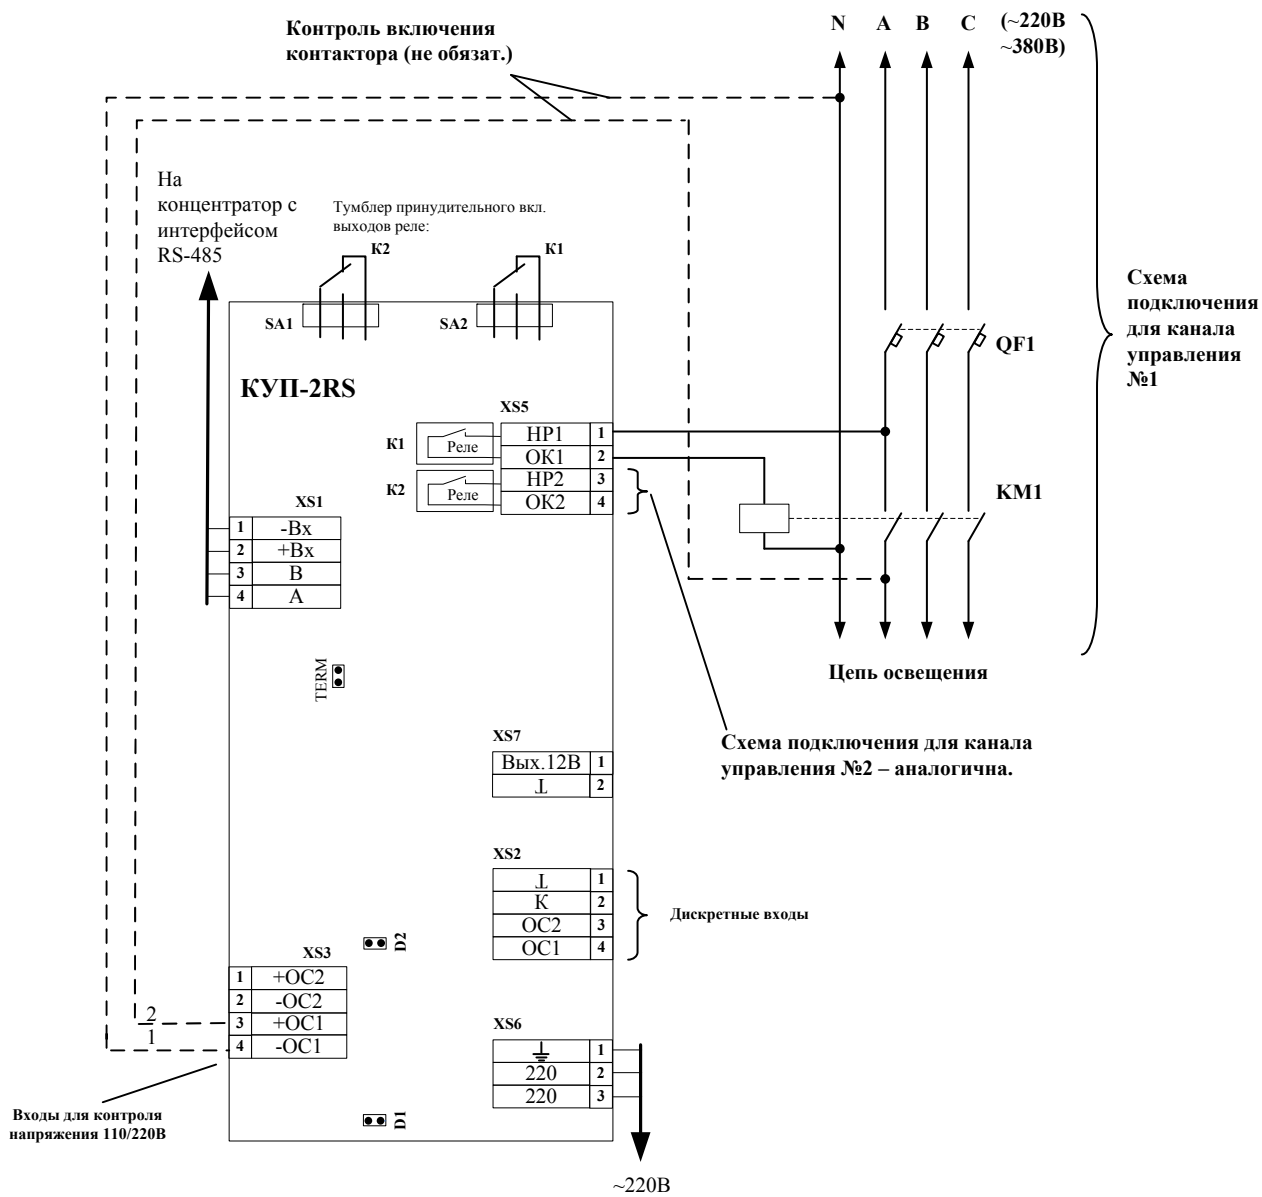 Контроль включения
контактора (не обязат.)
N A B C (~220В
~380В)
На
концентратор с
интерфейсом
RS-485
Тумблер принудительного вкл.
выходов реле:
К2
К1
SA1
SA2
КУП-2RS
QF1
Схема
подключения
для канала
управления
№1
XS5
К1 Реле НР1 1
ОК1 2
К2 Реле НР2 3
ОК2 4
KM1
XS1
1 -Вх
2 +Вх
3 В
4 А
TERM
Цепь освещения
Схема подключения для канала
управления №2 – аналогична.
XS7
Вых.12В 1
⊥ 2
XS2
⊥ 1
К 2
ОС2 3
ОС1 4
Дискретные входы
D2
XS3
1 +ОС2
2 -ОС2
3 +ОС1
4 -ОС1
2
1
XS6
1
220 2
220 3
D1
Входы для контроля
напряжения 110/220В
~220В